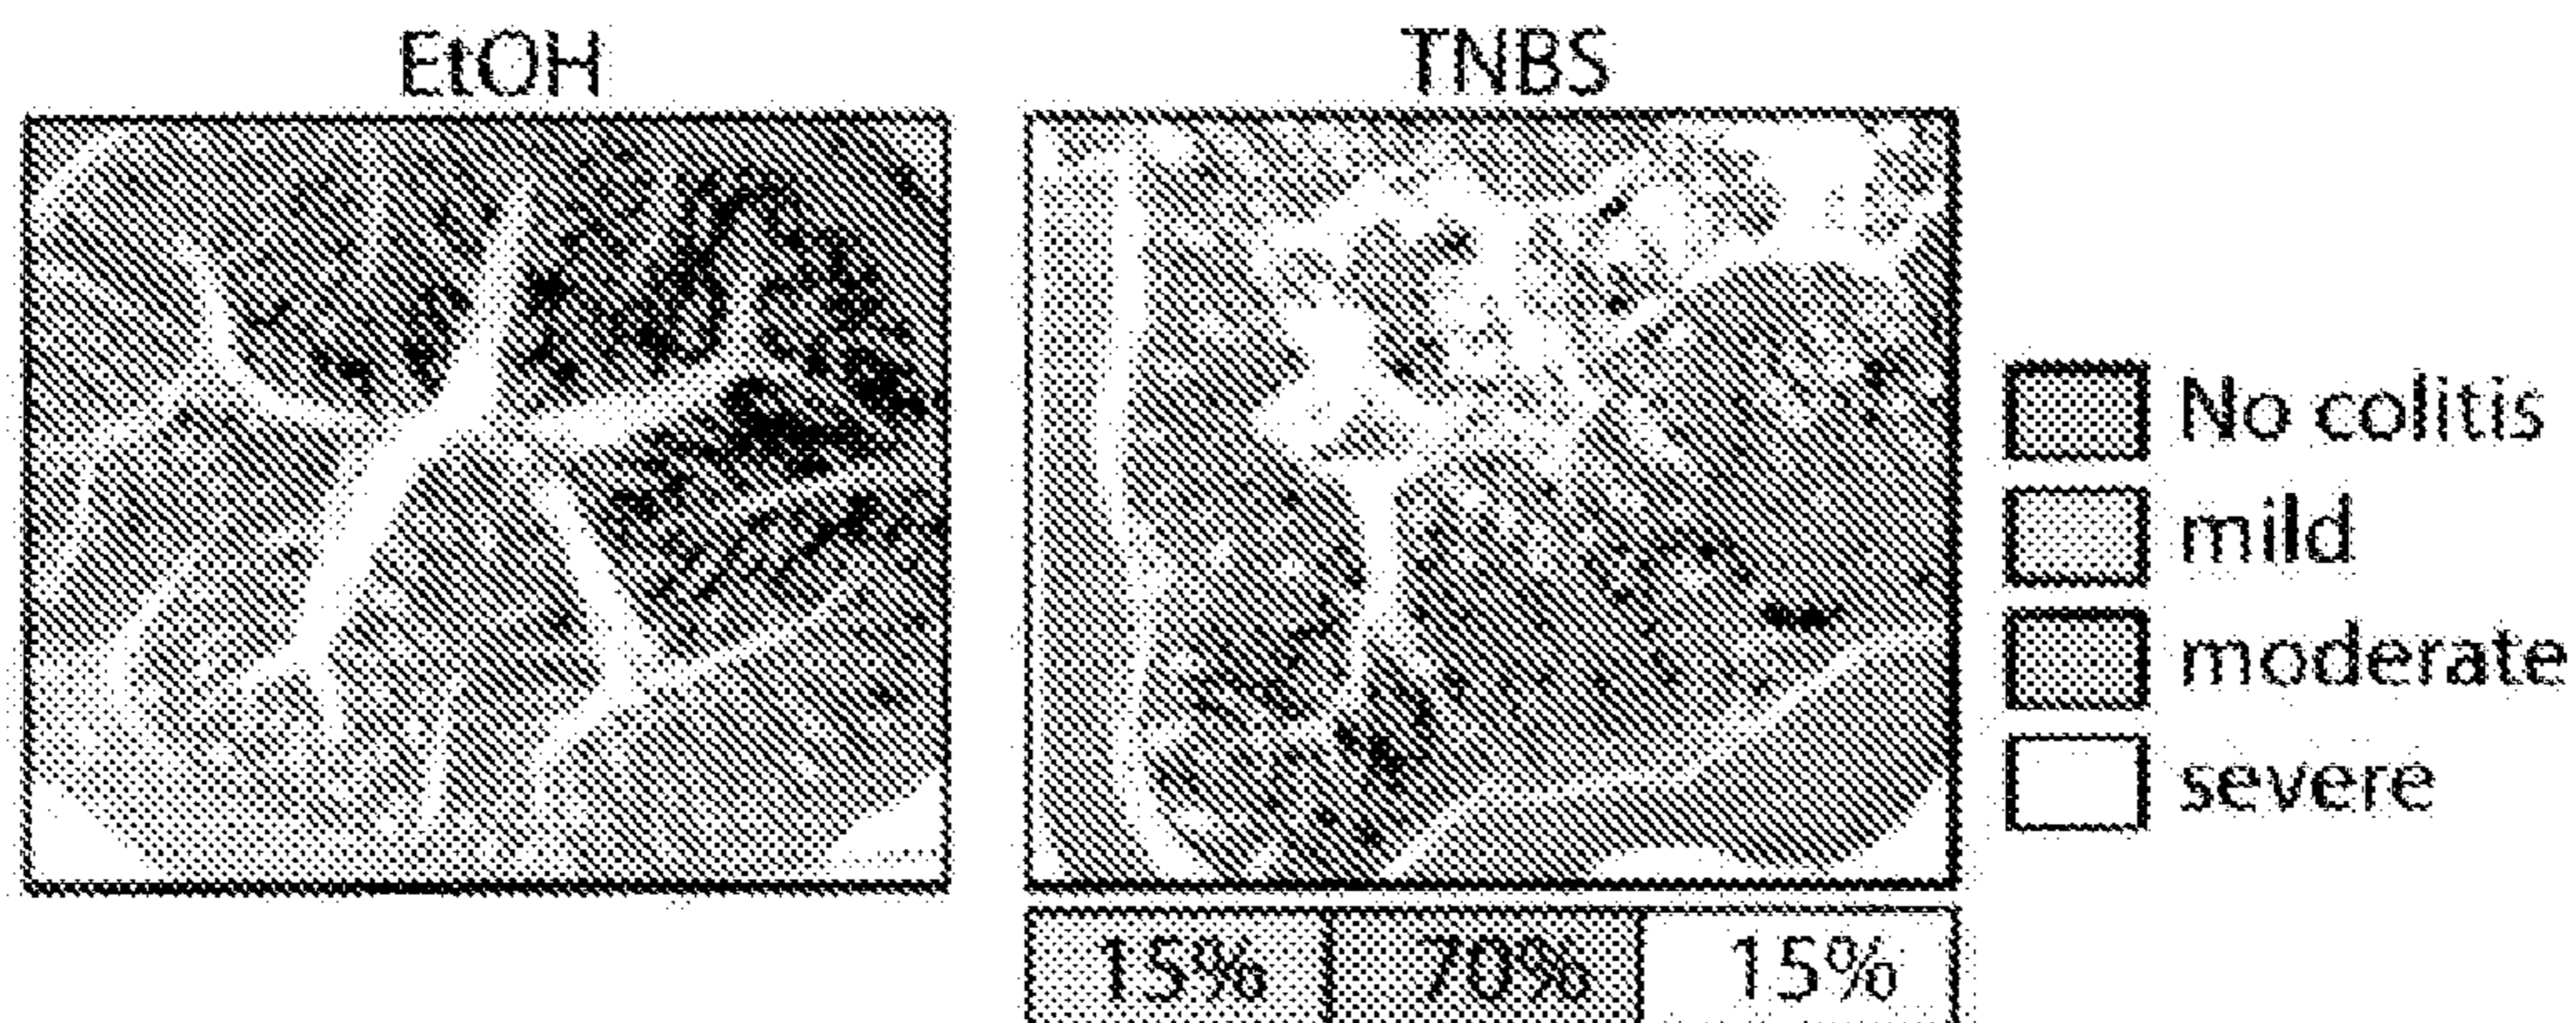 EtOH
TNBS
No colitis
mild
moderate
severe
15% 70% 15%